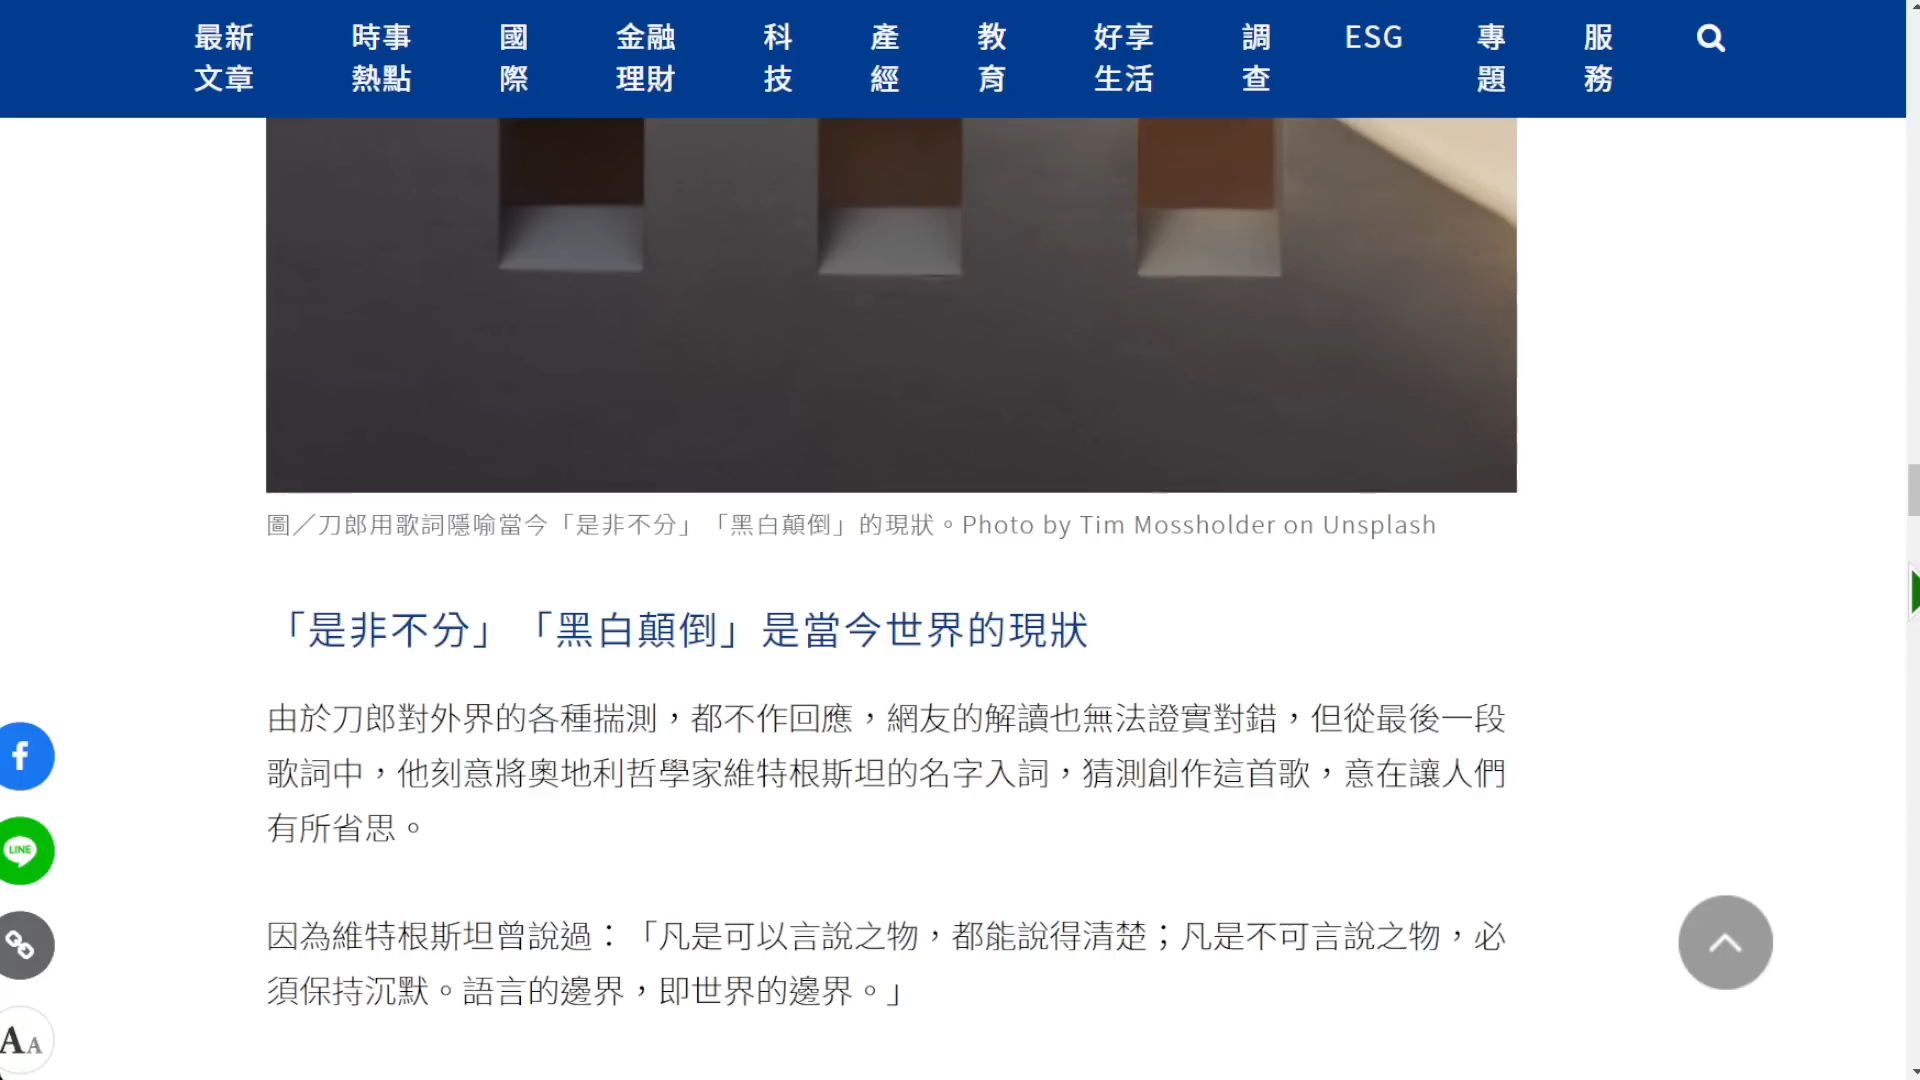 最新 時事 國 金融 科 產 教 好享 調 ESG 專 服
文章 熱點 際 理財 技 經 育 生活 查 題 務
圖／刀郎用歌詞隱喻當今「是非不分」「黑白顛倒」的現狀。Photo by Tim Mossholder on Unsplash
「是非不分」「黑白顛倒」是當今世界的現狀
由於刀郎對外界的各種揣測，都不作回應，網友的解讀也無法證實對錯，但從最後一段
歌詞中，他刻意將奧地利哲學家維特根斯坦的名字入詞，猜測創作這首歌，意在讓人們
有所省思。
因為維特根斯坦曾說過：「凡是可以言說之物，都能說得清楚；凡是不可言說之物，必
須保持沉默。語言的邊界，即世界的邊界。」
f
LINE
AA